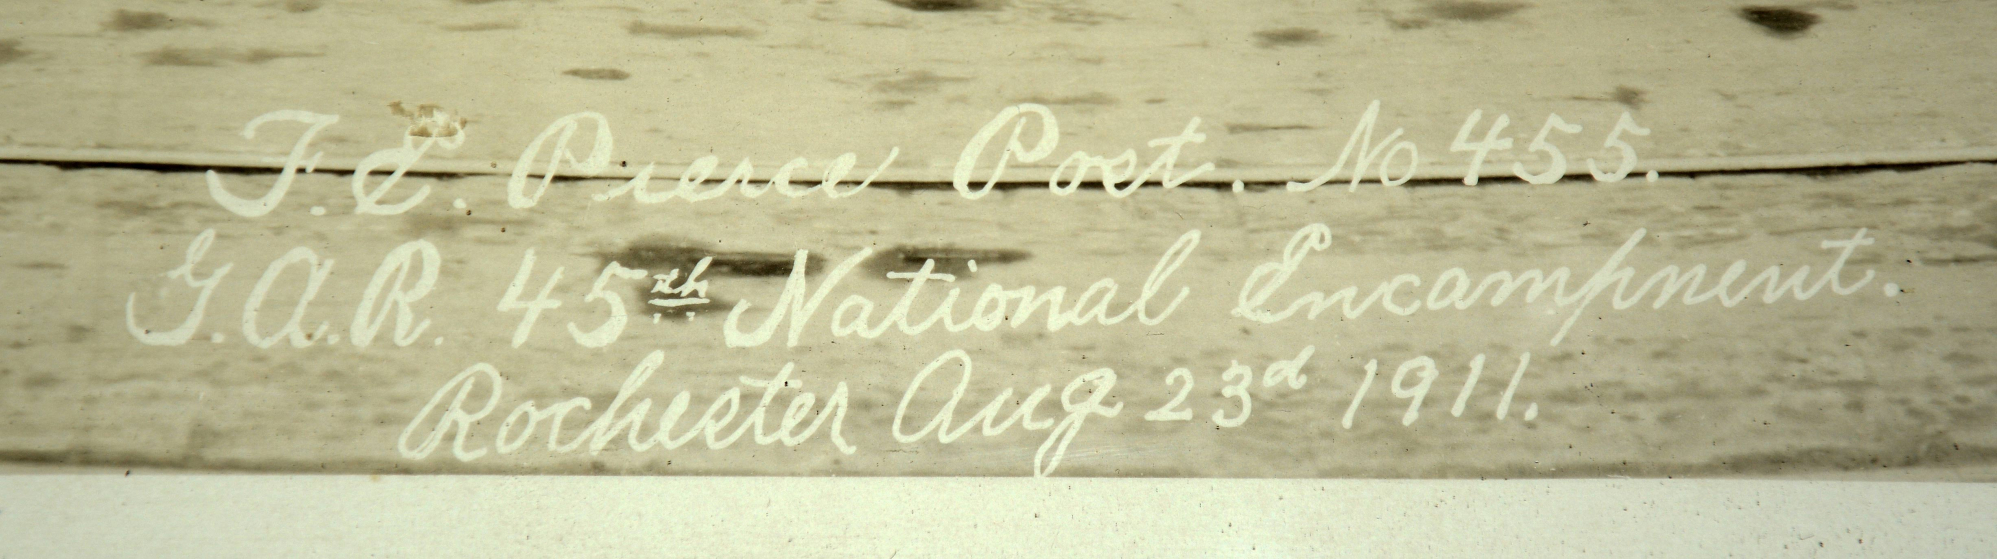 F. E. Pierce Post. No 455.
G.A.R. 45th National Encampment.
Rochester Aug 23d 1911.